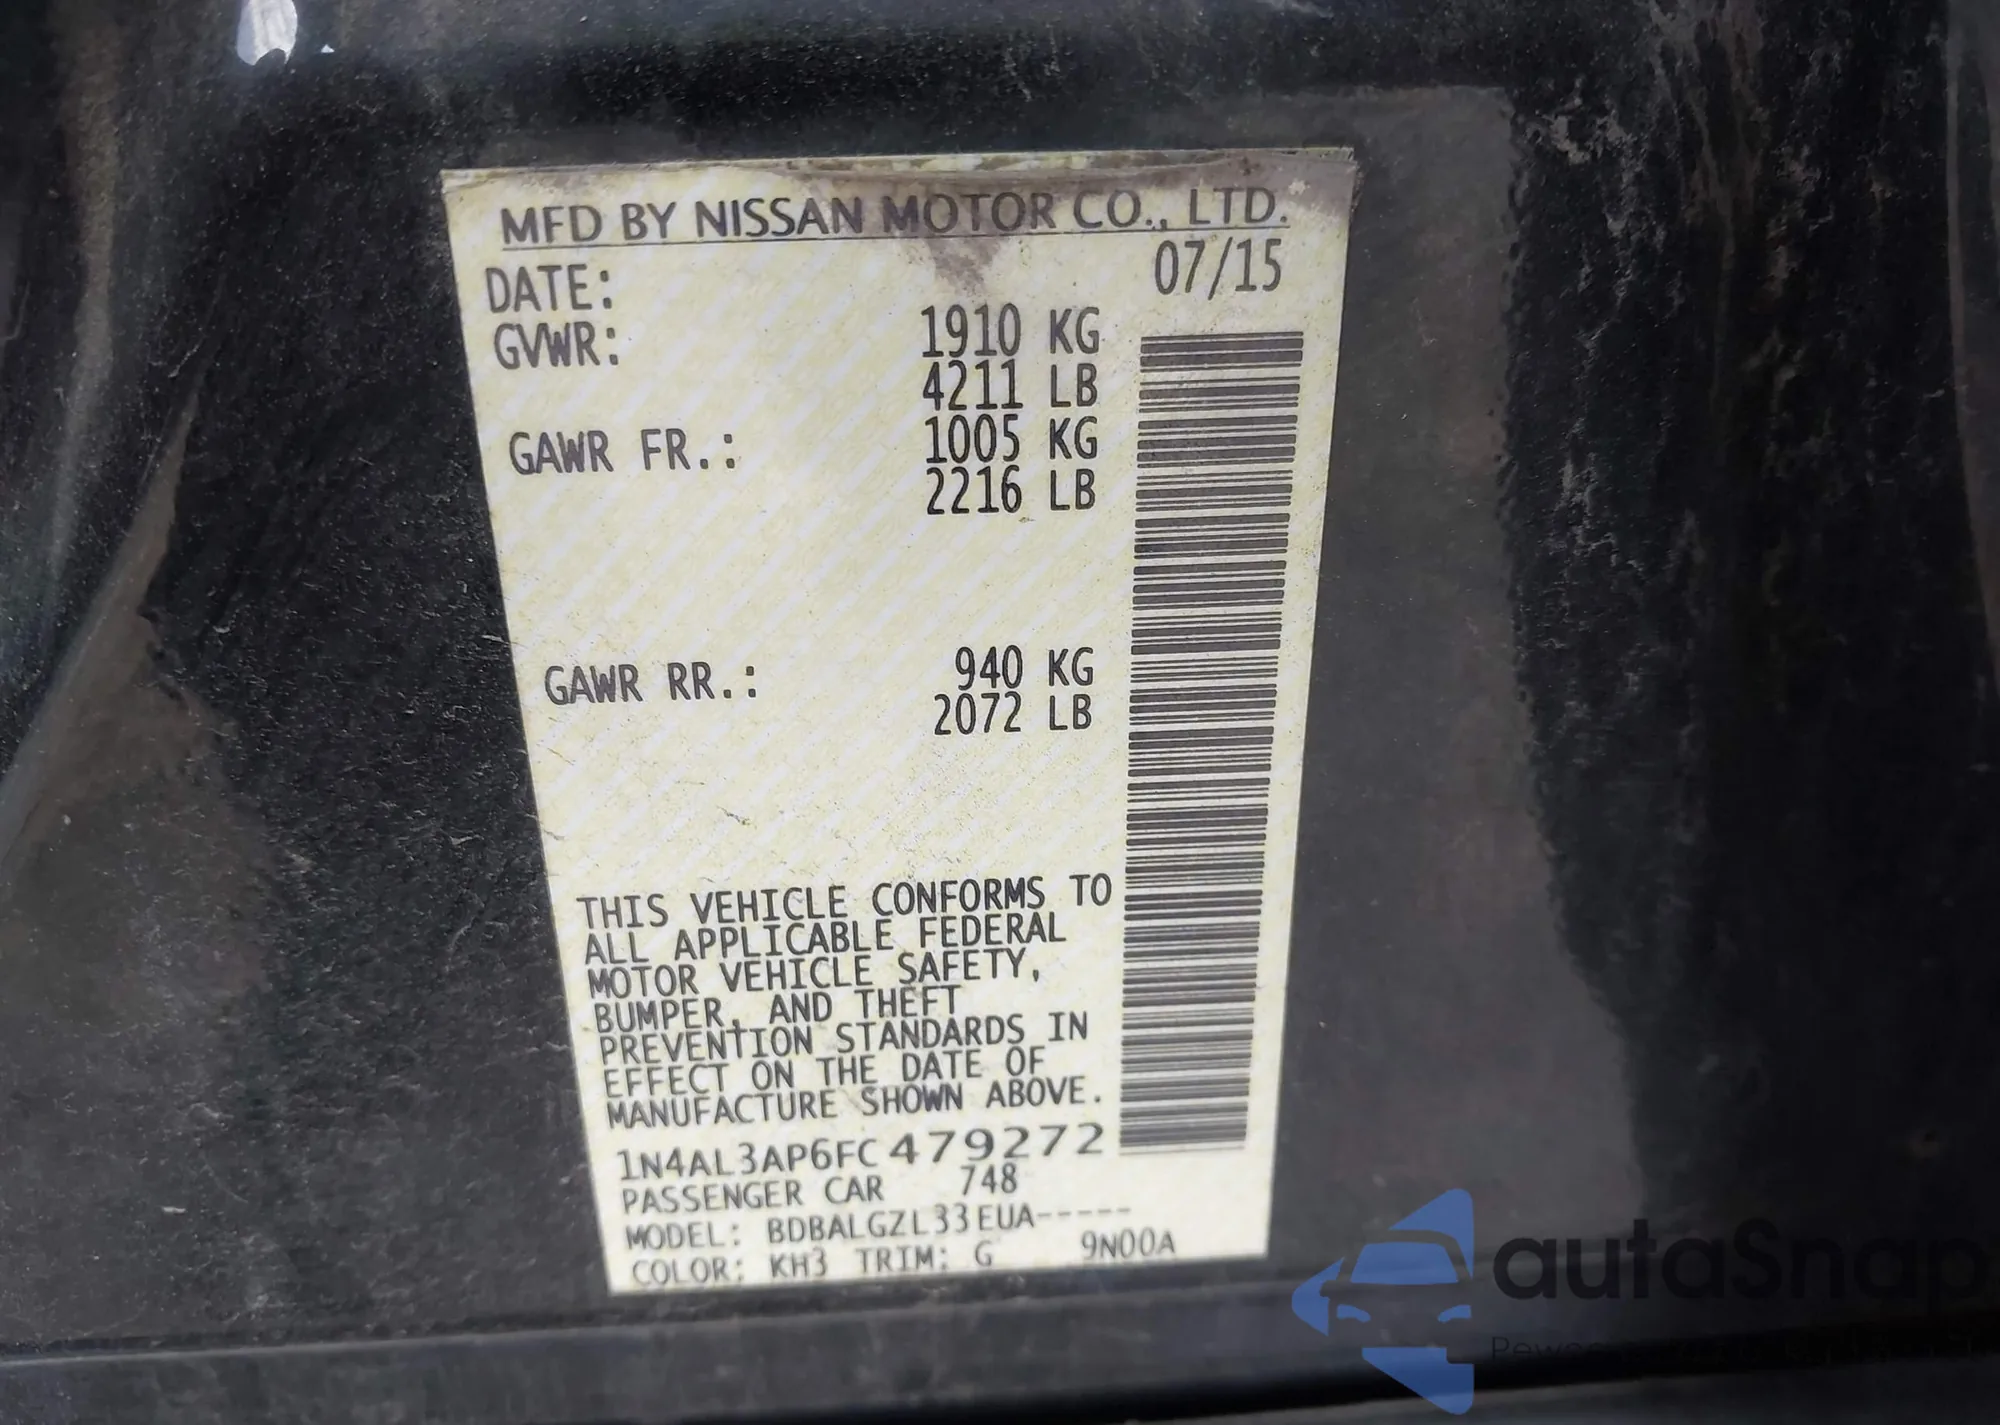 MFD BY NISSAN MOTOR CO., LTD.
DATE: 07/15
GVWR: 1910 KG
4211 LB
GAWR FR.: 1005 KG
2216 LB
GAWR RR.: 940 KG
2072 LB
THIS VEHICLE CONFORMS TO
ALL APPLICABLE FEDERAL
MOTOR VEHICLE SAFETY,
BUMPER, AND THEFT
PREVENTION STANDARDS IN
EFFECT ON THE DATE OF
MANUFACTURE SHOWN ABOVE.
1N4AL3AP6FC479272
PASSENGER CAR 748
MODEL: BDBALGZL33EUA-----
COLOR: KH3 TRIM: G 9N00A
autaSnap